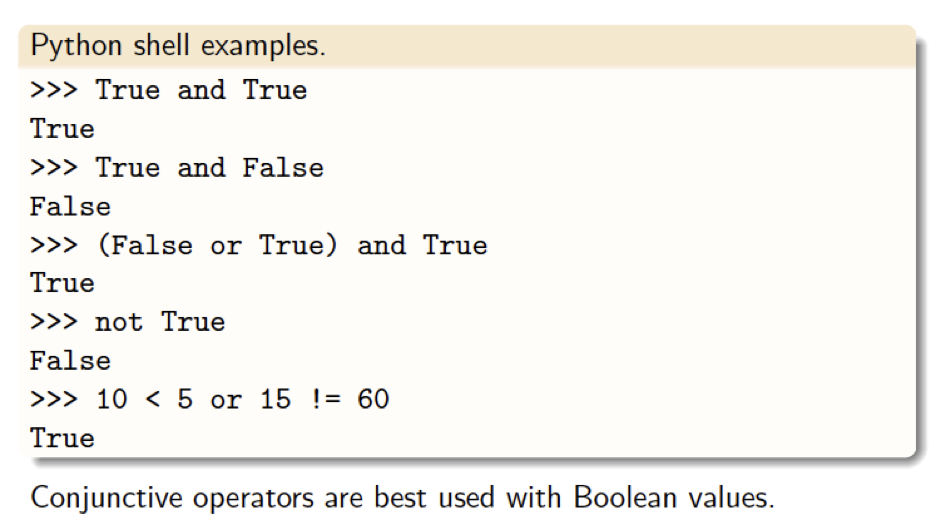 Python shell examples.
>>> True and True
True
>>> True and False
False
>>> (False or True) and True
True
>>> not True
False
>>> 10 < 5 or 15 != 60
True
Conjunctive operators are best used with Boolean values.